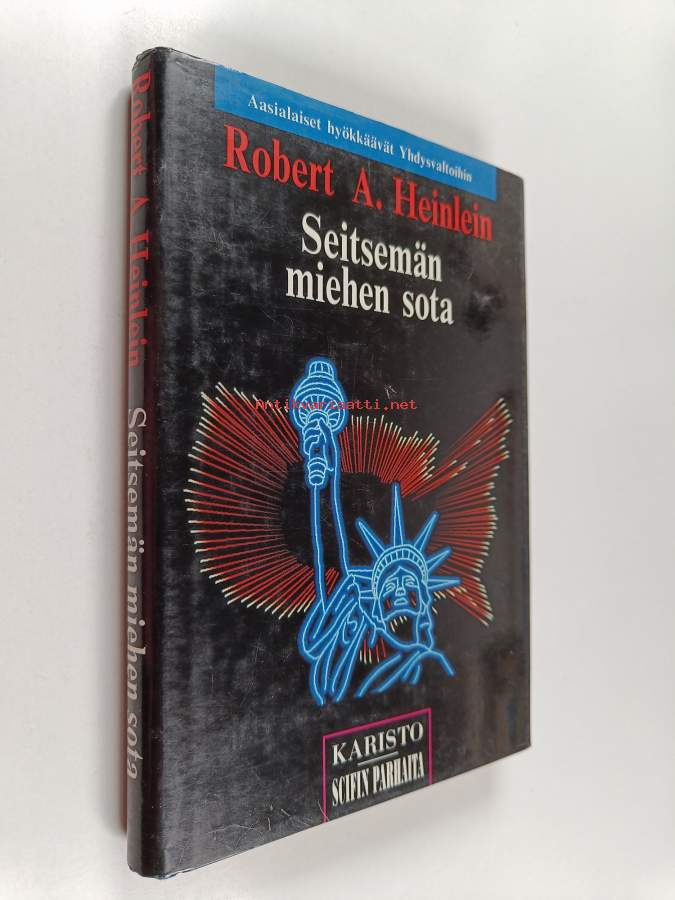 Aasialaiset hyökkäävät Yhdysvaltoihin
Robert A. Heinlein
Seitsemän
miehen sota
Antikvariaatti.net
KARISTO
SCIFIN PARHAITA
Robert A. Heinlein Seitsemän miehen sota